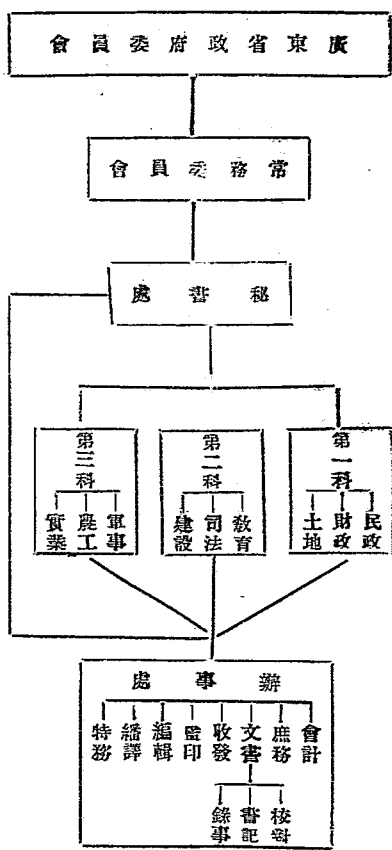 廣東省政府委員會
常務委員會
秘書處
第一科
民政
財政
土地
第二科
教育
司法
建設
第三科
軍事
農工
實業
辦事處
會計
庶務
文書
收發
監印
編輯
繙譯
特務
校對
書記
錄事